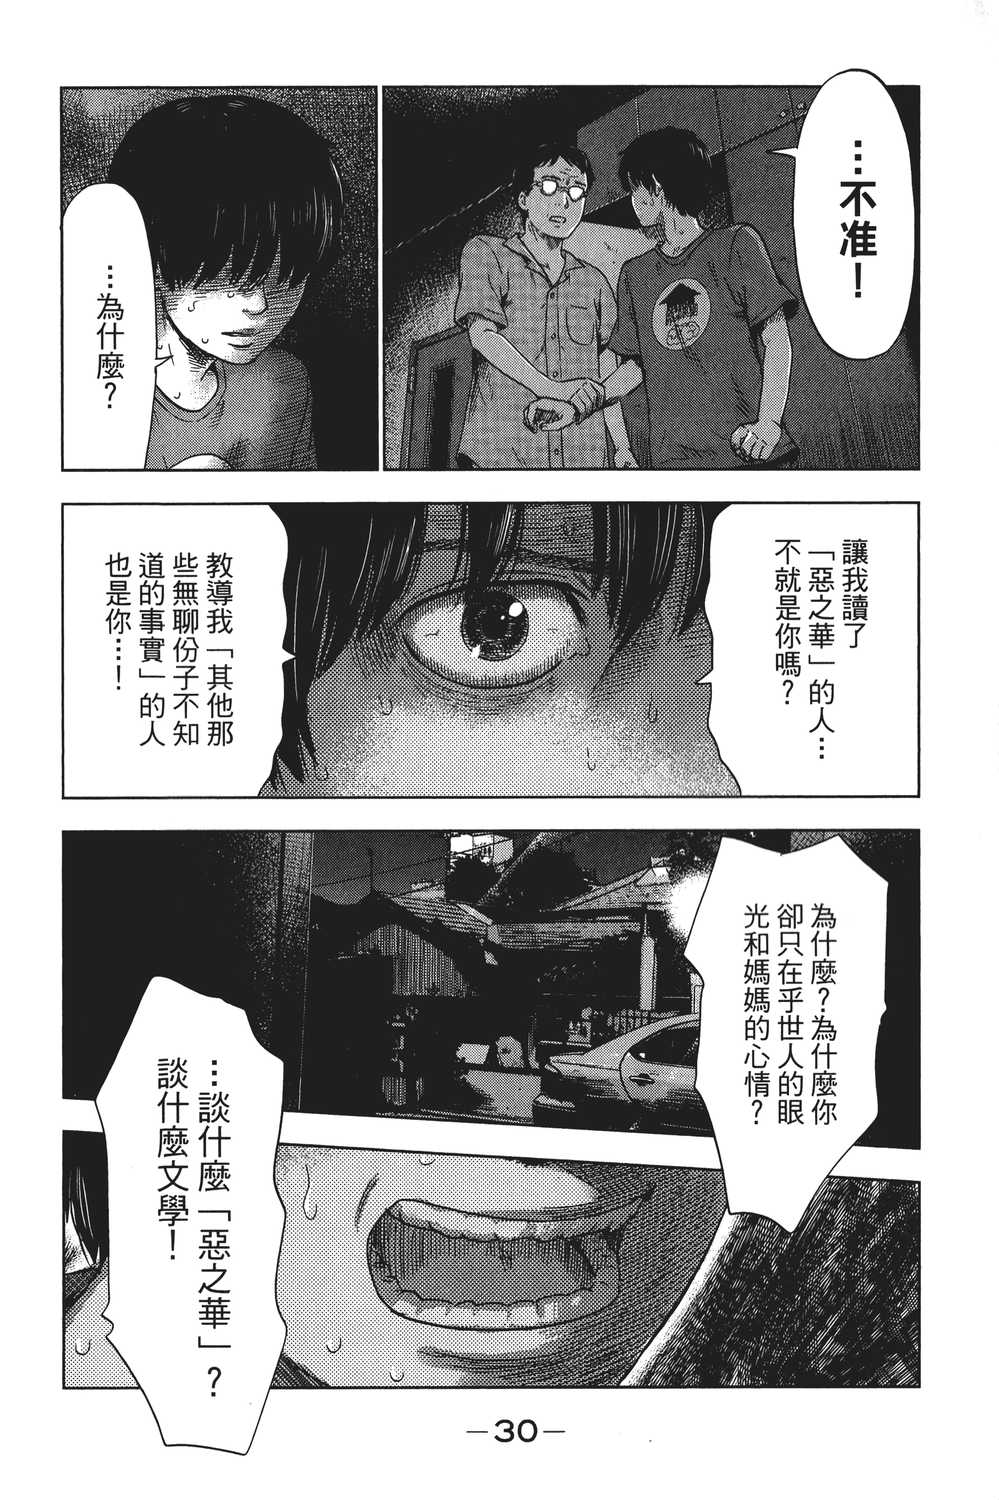 …不准！
…為什麼？
讓我讀了
「惡之華」的人…
不就是你嗎？
教導我「其他那
些無聊份子不知
道的事實」的人
也是你…！
為什麼？為什麼你
卻只在乎世人的眼
光和媽媽的心情？
…談什麼「惡之華」？
談什麼文學！
—30—